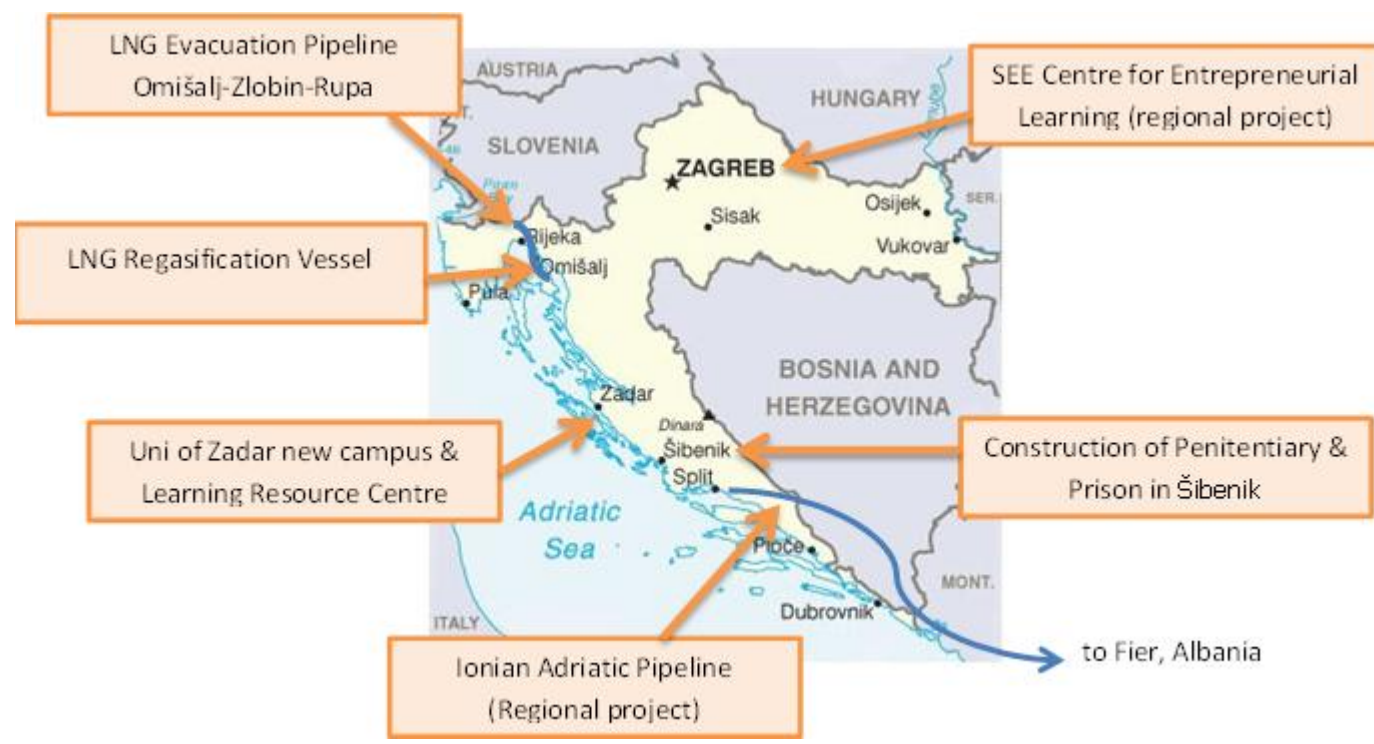 LNG Evacuation Pipeline
Omišalj-Zlobin-Rupa
SEE Centre for Entrepreneurial
Learning (regional project)
AUSTRIA
HUNGARY
SLOVENIA
ZAGREB
Sisak
Osijek
SER.
Vukovar
LNG Regasification Vessel
Rijeka
Omišalj
Pula
BOSNIA AND
HERZEGOVINA
Zadar
Dinara
Uni of Zadar new campus &
Learning Resource Centre
Šibenik
Split
Construction of Penitentiary &
Prison in Šibenik
Adriatic
Sea
Ploče
MONT.
Dubrovnik
ITALY
Ionian Adriatic Pipeline
(Regional project)
to Fier, Albania